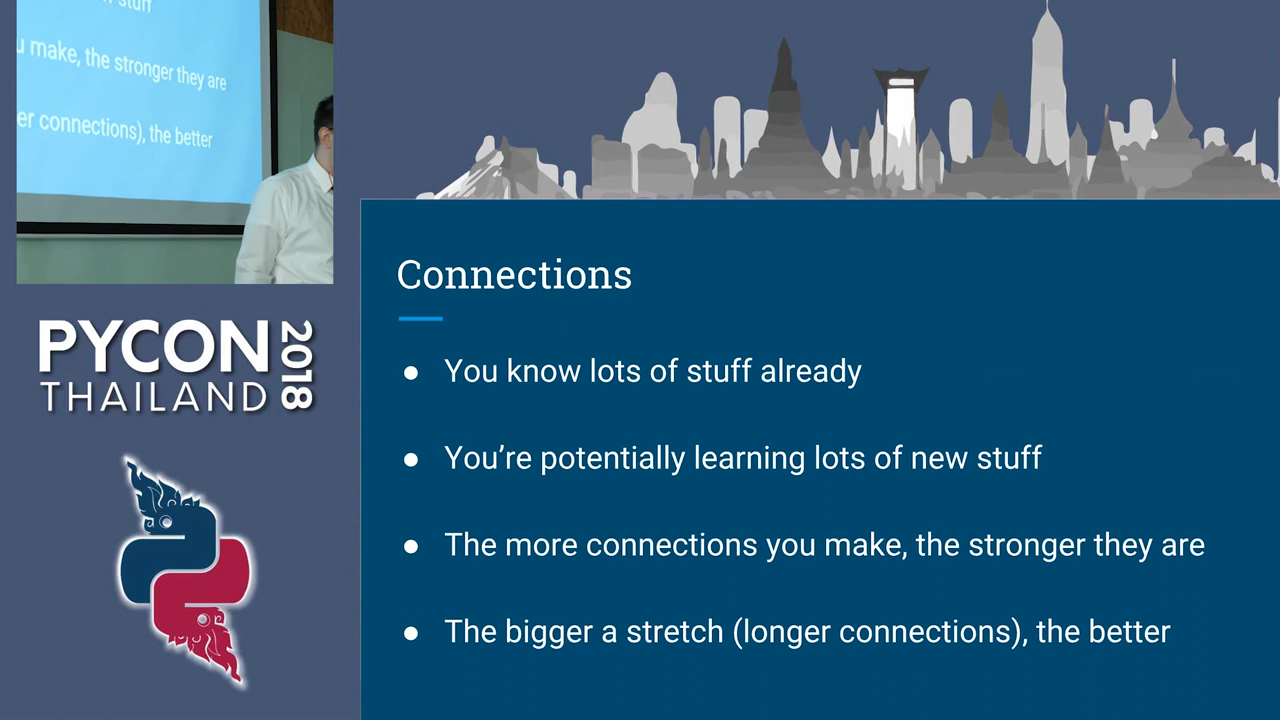 w stuff
u make, the stronger they are
er connections), the better
PYCON
THAILAND
2018
Connections
● You know lots of stuff already
● You're potentially learning lots of new stuff
● The more connections you make, the stronger they are
● The bigger a stretch (longer connections), the better